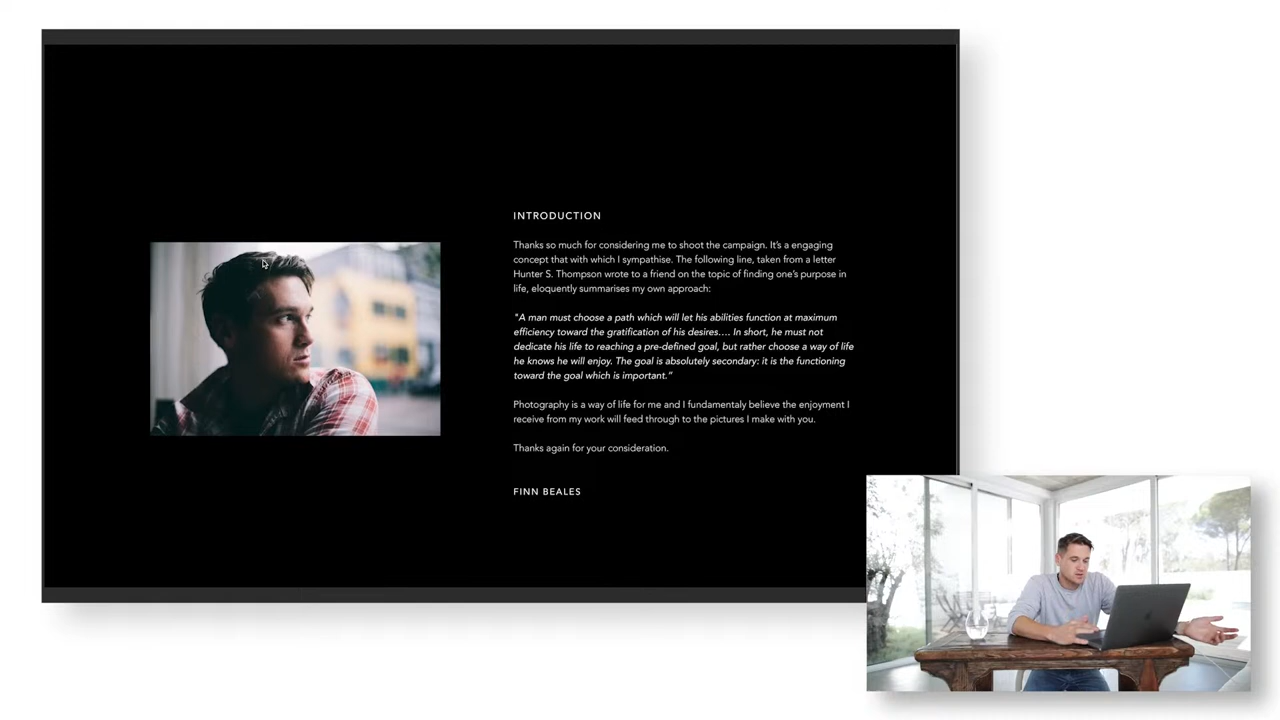 INTRODUCTION
Thanks so much for considering me to shoot the campaign. It's a engaging
concept that with which I sympathise. The following line, taken from a letter
Hunter S. Thompson wrote to a friend on the topic of finding one's purpose in
life, eloquently summarises my own approach:
"A man must choose a path which will let his abilities function at maximum
efficiency toward the gratification of his desires.... In short, he must not
dedicate his life to reaching a pre-defined goal, but rather choose a way of life
he knows he will enjoy. The goal is absolutely secondary: it is the functioning
toward the goal which is important."
Photography is a way of life for me and I fundamentaly believe the enjoyment I
receive from my work will feed through to the pictures I make with you.
Thanks again for your consideration.
FINN BEALES